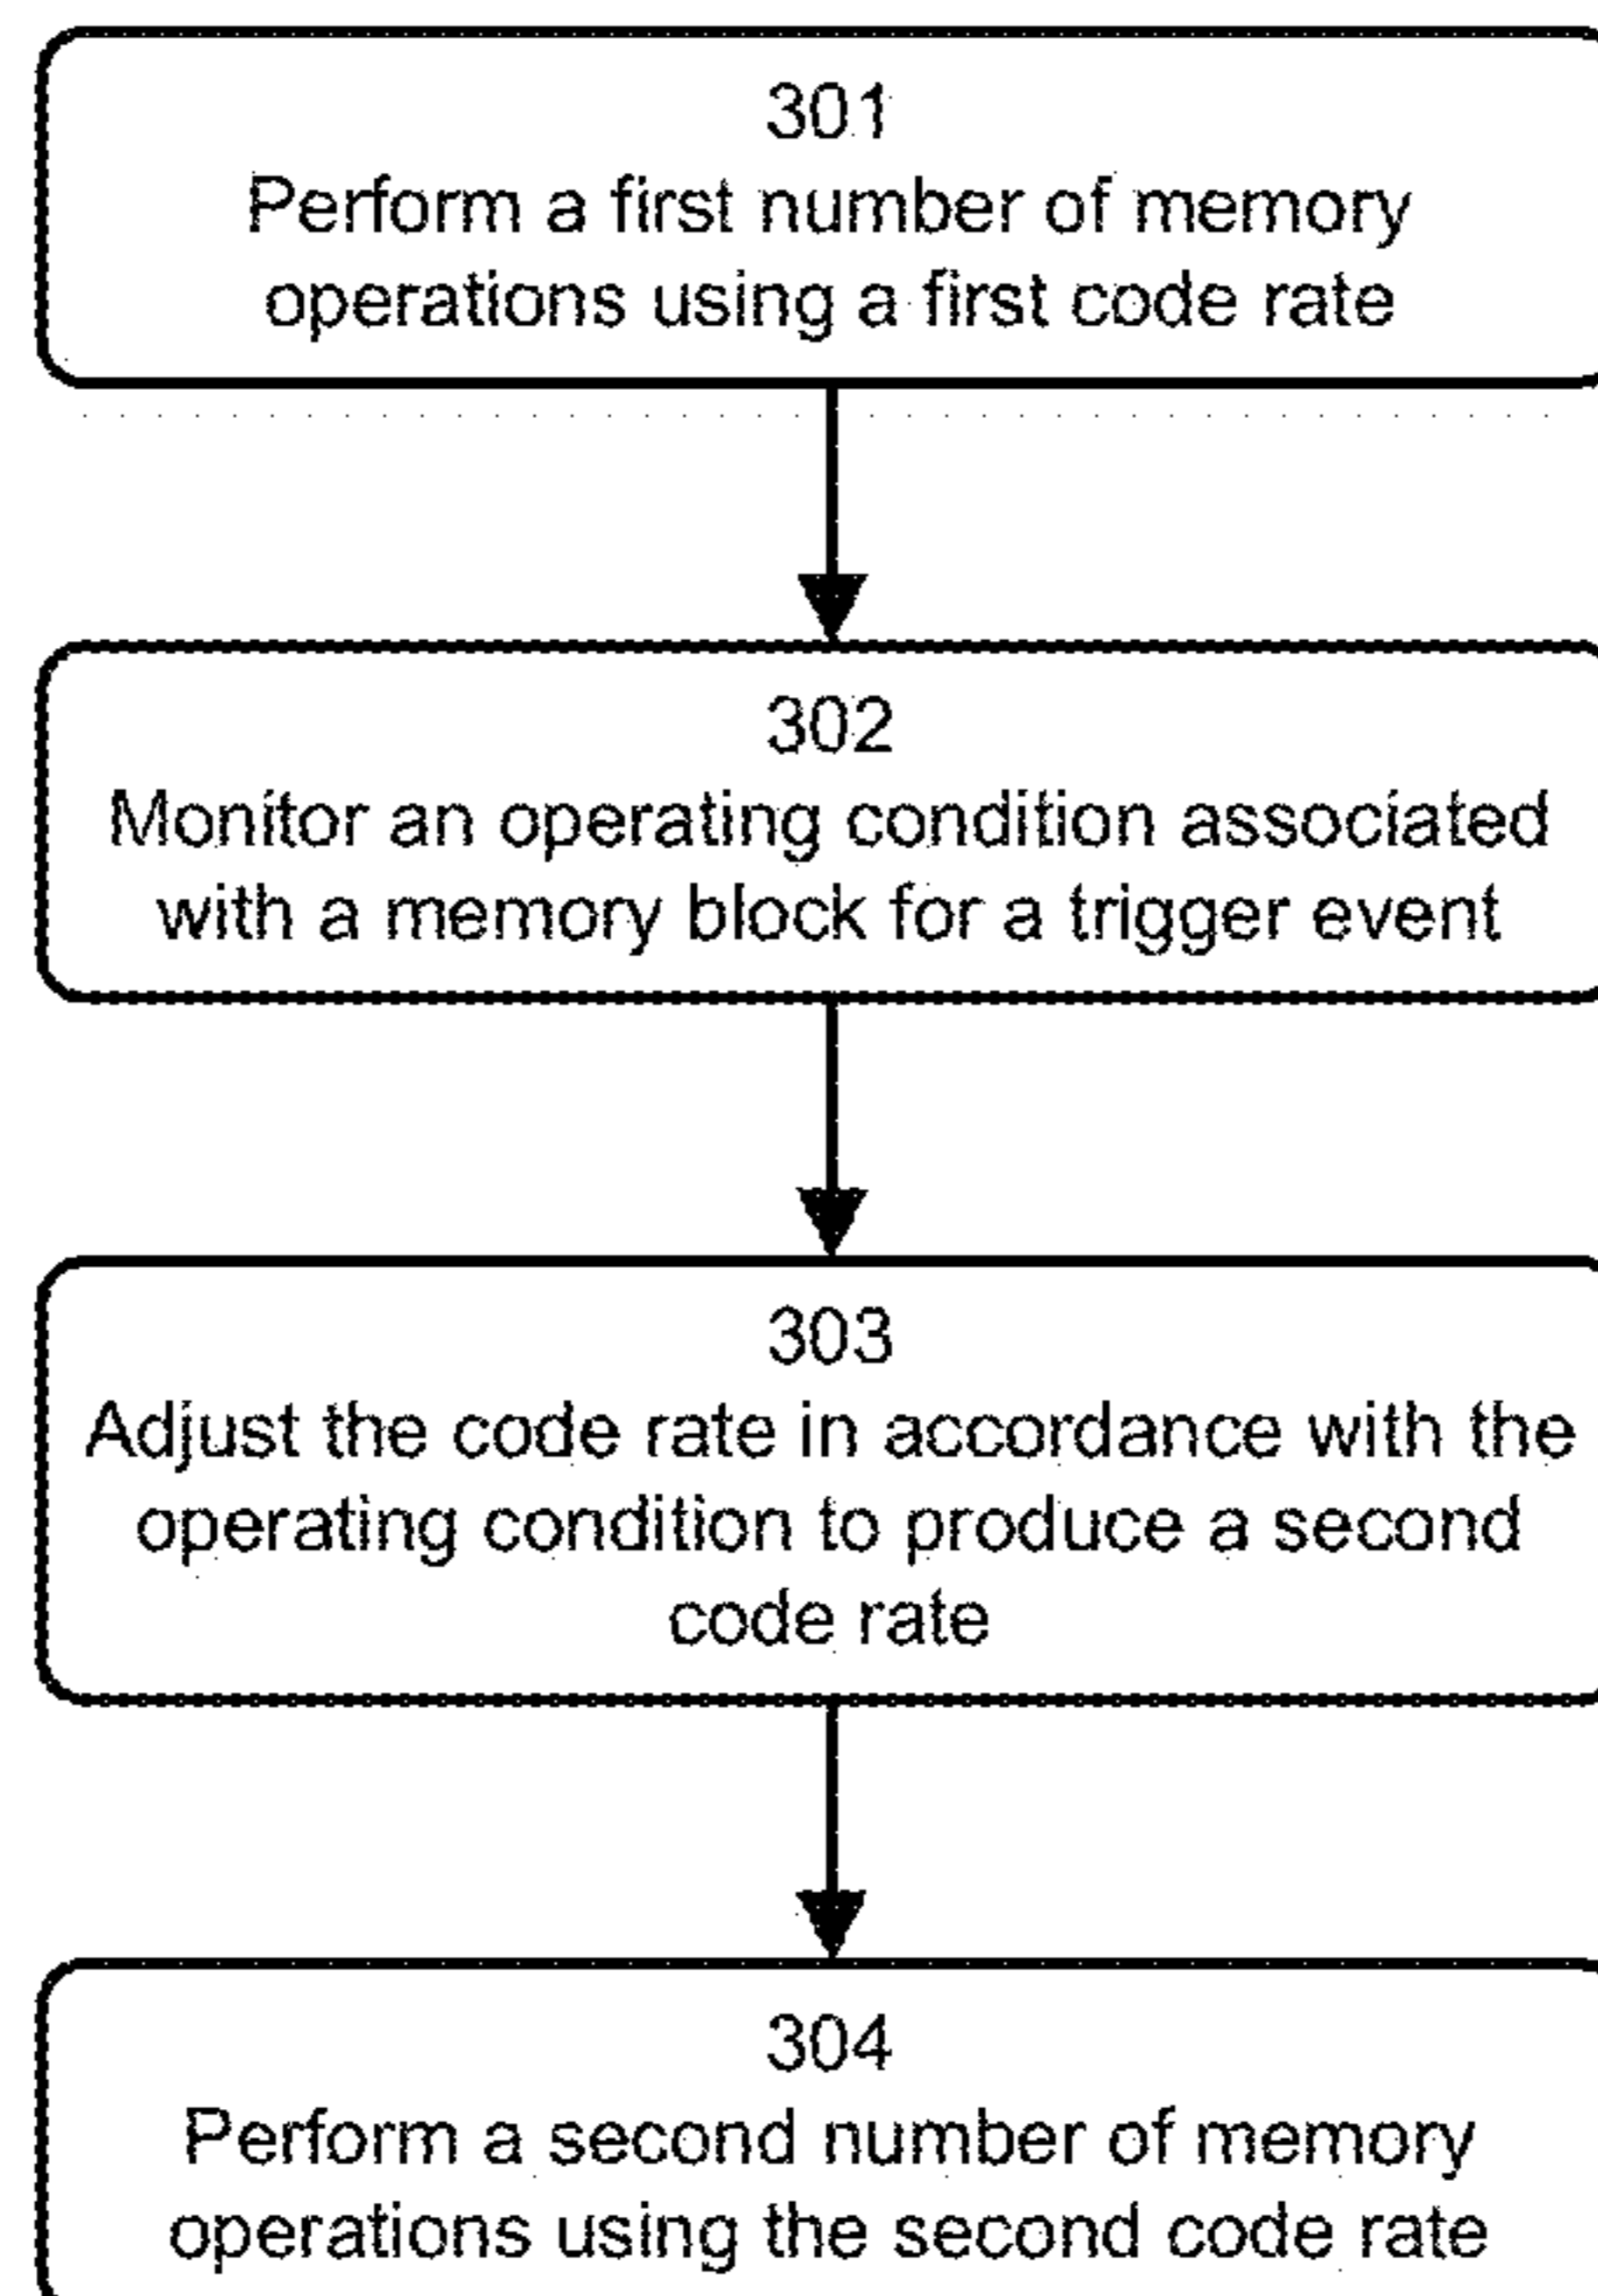 301
Perform a first number of memory
operations using a first code rate
302
Monitor an operating condition associated
with a memory block for a trigger event
303
Adjust the code rate in accordance with the
operating condition to produce a second
code rate
304
Perform a second number of memory
operations using the second code rate